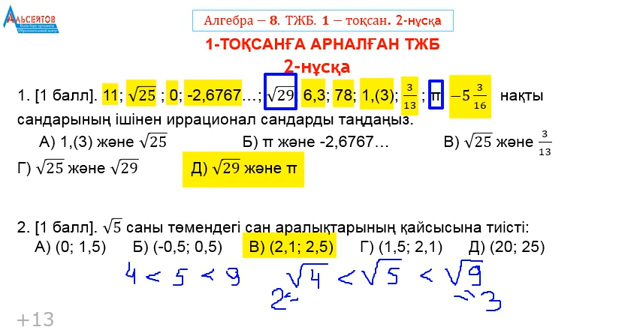 АЛЬСЕЙТОВ
Алгебра – 8. ТЖБ. 1 – тоқсан. 2-нұсқа
1-ТОҚСАНҒА АРНАЛҒАН ТЖБ
2-нұсқа
1. [1 балл]. 11; √25 ; 0; -2,6767…; √29 6,3; 78; 1,(3); 3/13 ; π −5 3/16 нақты
сандарының ішінен иррационал сандарды таңдаңыз.
А) 1,(3) және √25 Б) π және -2,6767… В) √25 және 3/13
Г) √25 және √29 Д) √29 және π
2. [1 балл]. √5 саны төмендегі сан аралықтарының қайсысына тиісті:
А) (0; 1,5) Б) (-0,5; 0,5) В) (2,1; 2,5) Г) (1,5; 2,1) Д) (20; 25)
4 < 5 < 9 √4 < √5 < √9
2= =3
+13